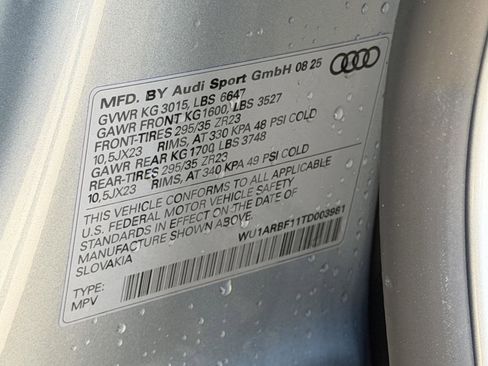 MFD. BY Audi Sport GmbH 08 25
GVWR KG 3015, LBS 6647
GAWR FRONT KG1600, LBS 3527
FRONT-TIRES 295/35 ZR23
10,5JX23 RIMS, AT 330 KPA 48 PSI COLD
GAWR REAR KG1700 LBS 3748
REAR-TIRES 295/35 ZR23
10,5JX23 RIMS, AT 340 KPA 49 PSI COLD
THIS VEHICLE CONFORMS TO ALL APPLICABLE
U.S. FEDERAL MOTOR VEHICLE SAFETY
STANDARDS IN EFFECT ON THE DATE OF
MANUFACTURE SHOWN ABOVE.
SLOVAKIA WU1ARBF11TD003981
TYPE:
MPV